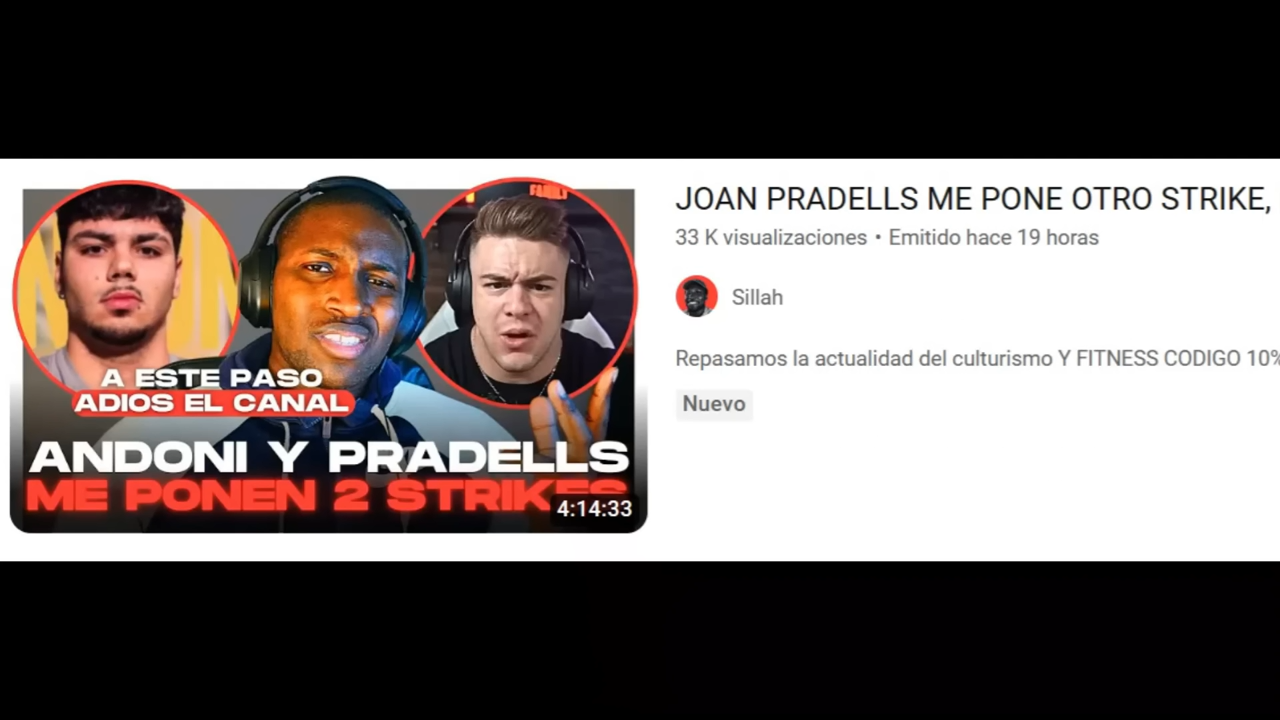 FAMILY
A ESTE PASO
ADIOS EL CANAL
ANDONI Y PRADELLS
ME PONEN 2 STRIKES
4:14:33
JOAN PRADELLS ME PONE OTRO STRIKE,
33 K visualizaciones • Emitido hace 19 horas
Sillah
Repasamos la actualidad del culturismo Y FITNESS CODIGO 10%
Nuevo